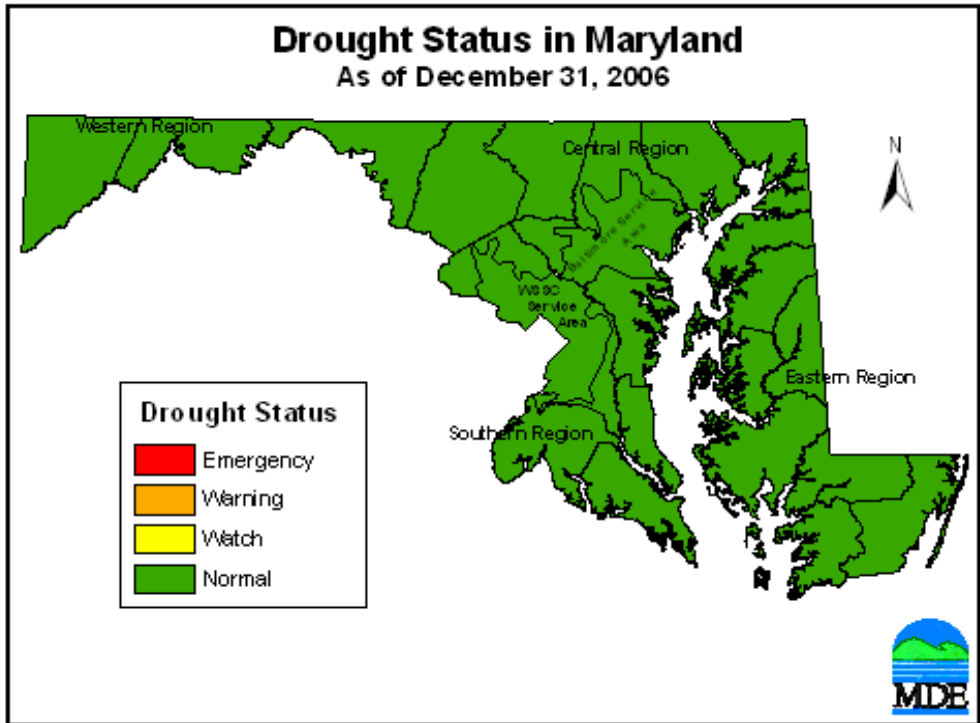 Drought Status in Maryland
As of December 31, 2006
Western Region
Central Region
N
Baltimore Service
Area
WSSC
Service
Area
Eastern Region
Southern Region
Drought Status
Emergency
Warning
Watch
Normal
MDE